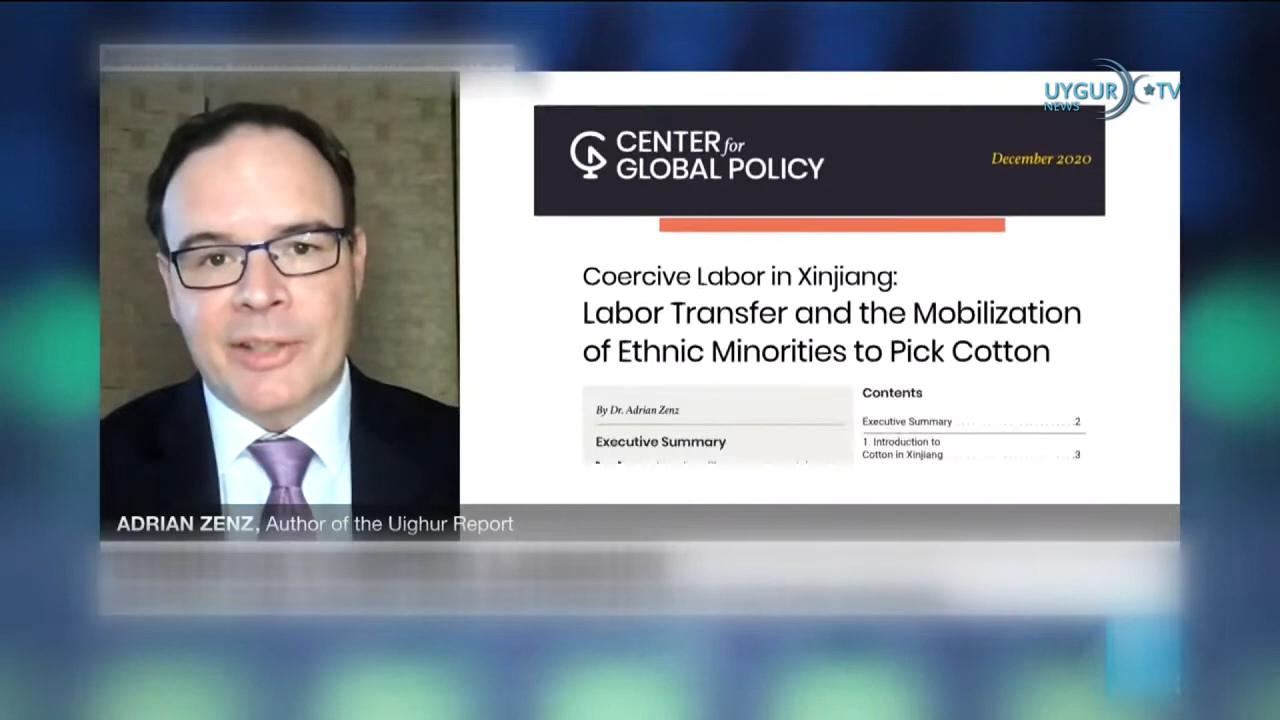 UYGUR TV
NEWS
CENTER for
GLOBAL POLICY
December 2020
Coercive Labor in Xinjiang:
Labor Transfer and the Mobilization
of Ethnic Minorities to Pick Cotton
By Dr. Adrian Zenz
Executive Summary
Contents
Executive Summary 2
1. Introduction to
Cotton in Xinjiang 3
ADRIAN ZENZ, Author of the Uighur Report